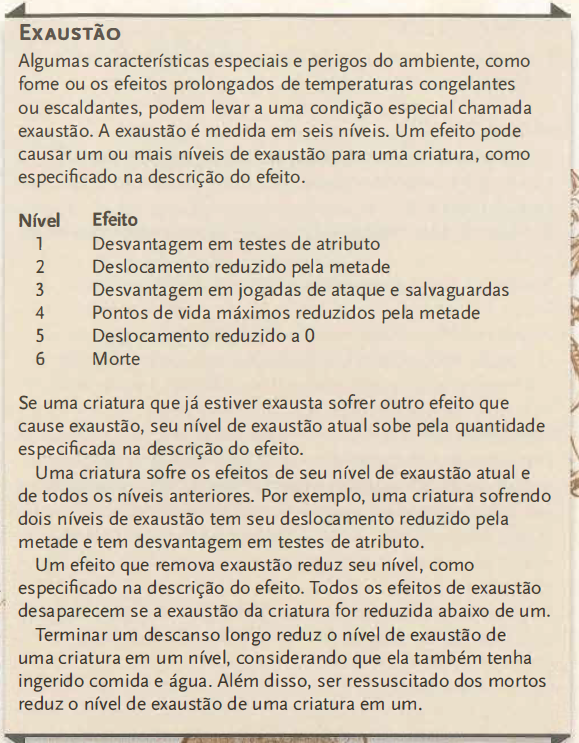 EXAUSTÃO
Algumas características especiais e perigos do ambiente, como
fome ou os efeitos prolongados de temperaturas congelantes
ou escaldantes, podem levar a uma condição especial chamada
exaustão. A exaustão é medida em seis níveis. Um efeito pode
causar um ou mais níveis de exaustão para uma criatura, como
especificado na descrição do efeito.
Nível Efeito
1 Desvantagem em testes de atributo
2 Deslocamento reduzido pela metade
3 Desvantagem em jogadas de ataque e salvaguardas
4 Pontos de vida máximos reduzidos pela metade
5 Deslocamento reduzido a 0
6 Morte
Se uma criatura que já estiver exausta sofrer outro efeito que
cause exaustão, seu nível de exaustão atual sobe pela quantidade
especificada na descrição do efeito.
Uma criatura sofre os efeitos de seu nível de exaustão atual e
de todos os níveis anteriores. Por exemplo, uma criatura sofrendo
dois níveis de exaustão tem seu deslocamento reduzido pela
metade e tem desvantagem em testes de atributo.
Um efeito que remova exaustão reduz seu nível, como
especificado na descrição do efeito. Todos os efeitos de exaustão
desaparecem se a exaustão da criatura for reduzida abaixo de um.
Terminar um descanso longo reduz o nível de exaustão de
uma criatura em um nível, considerando que ela também tenha
ingerido comida e água. Além disso, ser ressuscitado dos mortos
reduz o nível de exaustão de uma criatura em um.